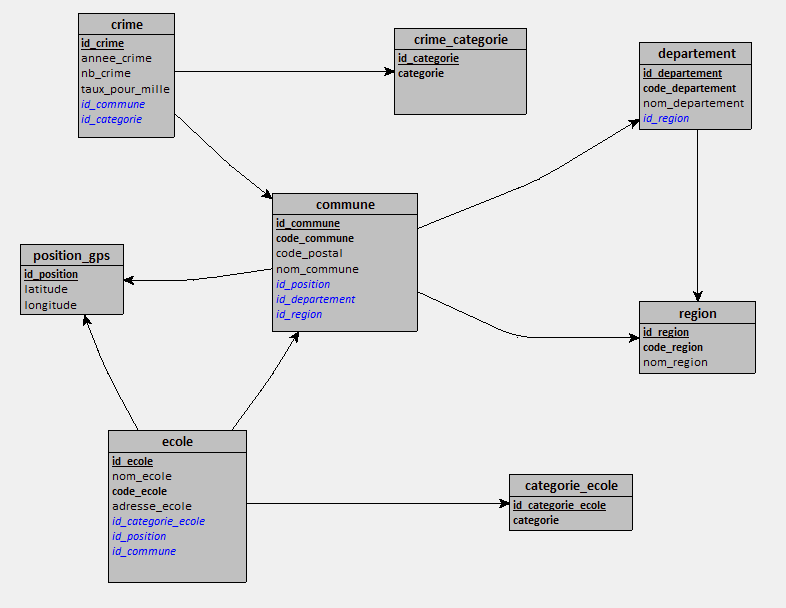 crime
id_crime
annee_crime
nb_crime
taux_pour_mille
id_commune
id_categorie
crime_categorie
id_categorie
categorie
departement
id_departement
code_departement
nom_departement
id_region
commune
id_commune
code_commune
code_postal
nom_commune
id_position
id_departement
id_region
position_gps
id_position
latitude
longitude
region
id_region
code_region
nom_region
ecole
id_ecole
nom_ecole
code_ecole
adresse_ecole
id_categorie_ecole
id_position
id_commune
categorie_ecole
id_categorie_ecole
categorie